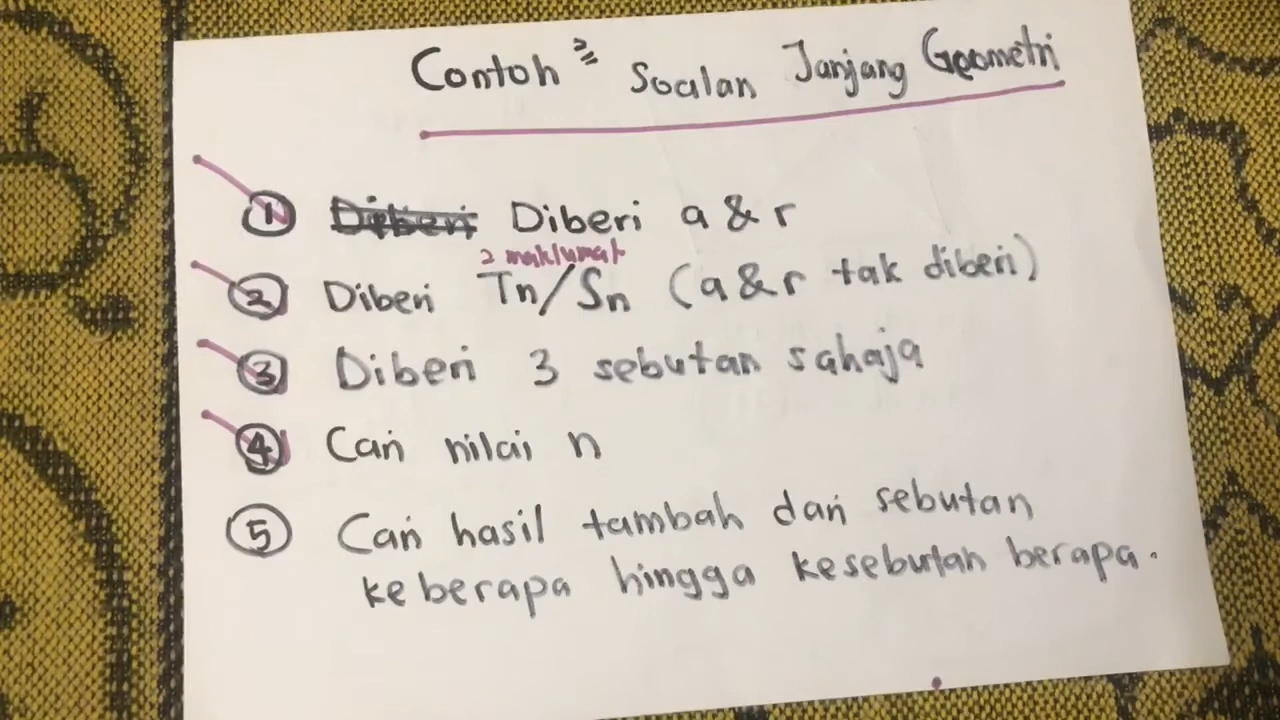 Contoh² Soalan Janjang Geometri
① Diberi Diberi a & r
2 maklumat
② Diberi Tn/Sn (a & r tak diberi)
③ Diberi 3 sebutan sahaja
④ Cari nilai n
⑤ Cari hasil tambah dari sebutan
keberapa hingga kesebutan berapa.